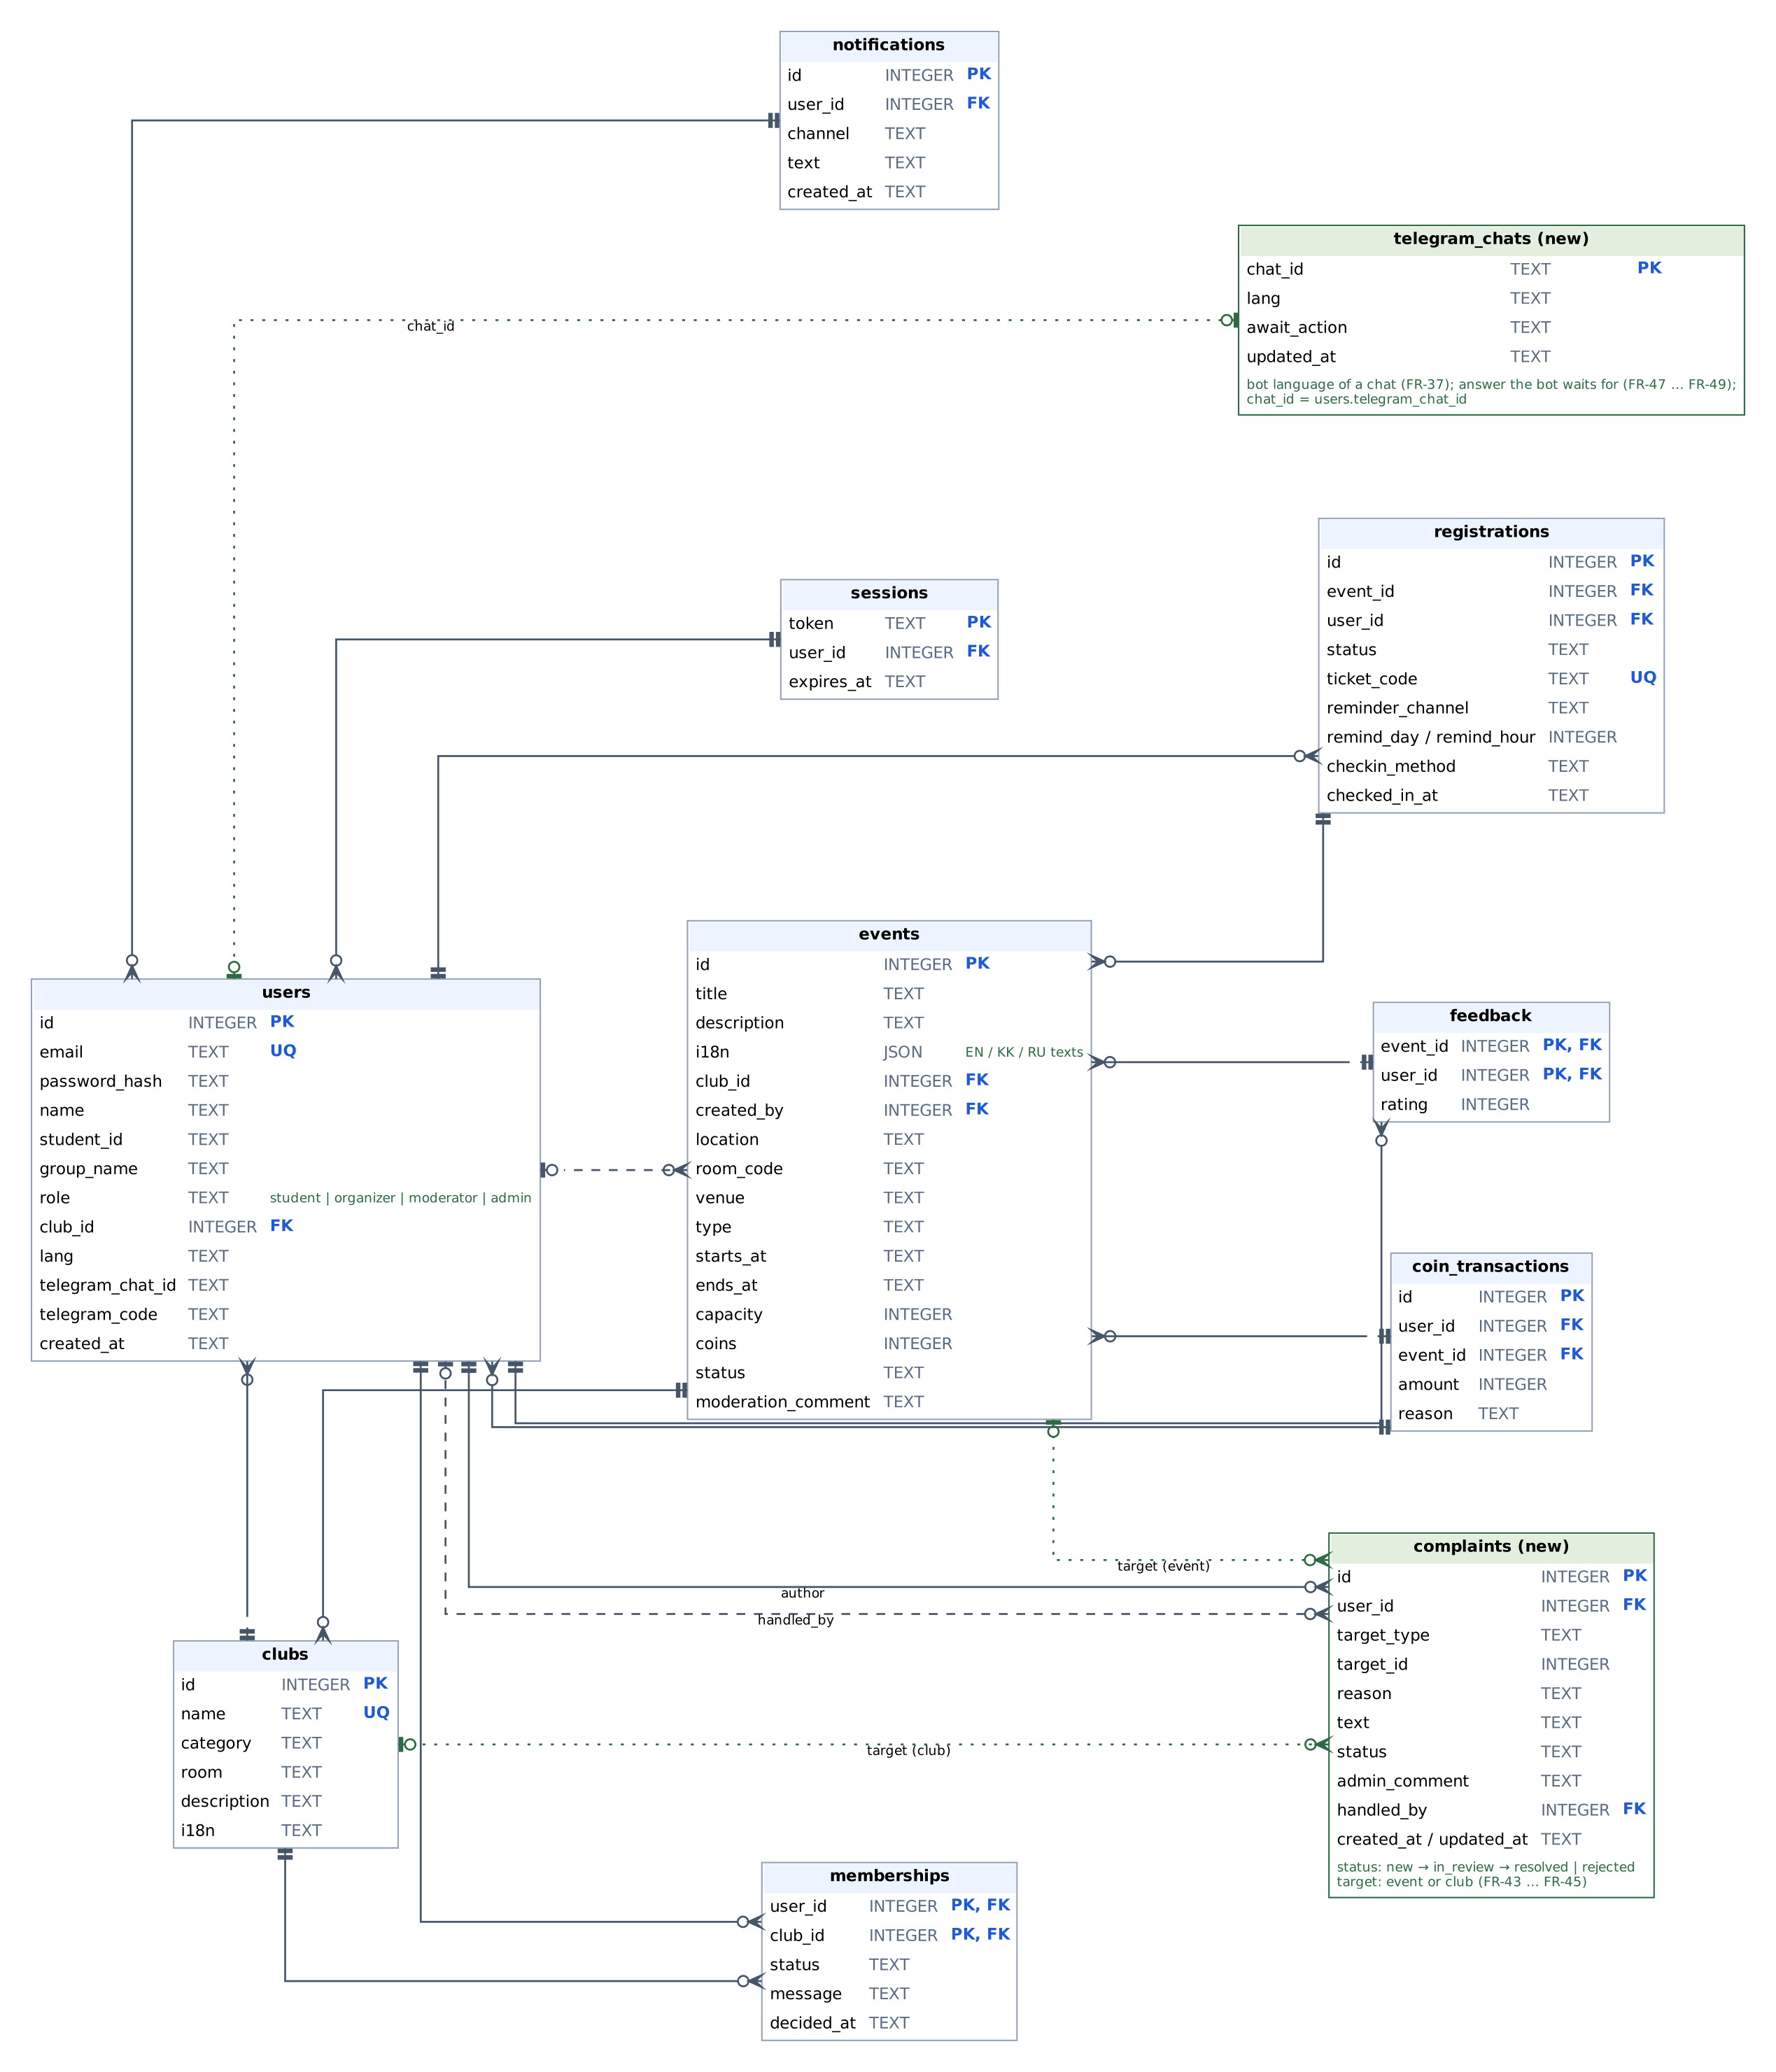 notifications
id INTEGER PK
user_id INTEGER FK
channel TEXT
text TEXT
created_at TEXT
telegram_chats (new)
chat_id TEXT PK
lang TEXT
await_action TEXT
updated_at TEXT
bot language of a chat (FR-37); answer the bot waits for (FR-47 ... FR-49);
chat_id = users.telegram_chat_id
chat_id
registrations
id INTEGER PK
event_id INTEGER FK
user_id INTEGER FK
status TEXT
ticket_code TEXT UQ
reminder_channel TEXT
remind_day / remind_hour INTEGER
checkin_method TEXT
checked_in_at TEXT
sessions
token TEXT PK
user_id INTEGER FK
expires_at TEXT
events
id INTEGER PK
title TEXT
description TEXT
i18n JSON EN / KK / RU texts
club_id INTEGER FK
created_by INTEGER FK
location TEXT
room_code TEXT
venue TEXT
type TEXT
starts_at TEXT
ends_at TEXT
capacity INTEGER
coins INTEGER
status TEXT
moderation_comment TEXT
users
id INTEGER PK
email TEXT UQ
password_hash TEXT
name TEXT
student_id TEXT
group_name TEXT
role TEXT student | organizer | moderator | admin
club_id INTEGER FK
lang TEXT
telegram_chat_id TEXT
telegram_code TEXT
created_at TEXT
feedback
event_id INTEGER PK, FK
user_id INTEGER PK, FK
rating INTEGER
coin_transactions
id INTEGER PK
user_id INTEGER FK
event_id INTEGER FK
amount INTEGER
reason TEXT
target (event)
author
handled_by
target (club)
complaints (new)
id INTEGER PK
user_id INTEGER FK
target_type TEXT
target_id INTEGER
reason TEXT
text TEXT
status TEXT
admin_comment TEXT
handled_by INTEGER FK
created_at / updated_at TEXT
status: new → in_review → resolved | rejected
target: event or club (FR-43 ... FR-45)
clubs
id INTEGER PK
name TEXT UQ
category TEXT
room TEXT
description TEXT
i18n TEXT
memberships
user_id INTEGER PK, FK
club_id INTEGER PK, FK
status TEXT
message TEXT
decided_at TEXT